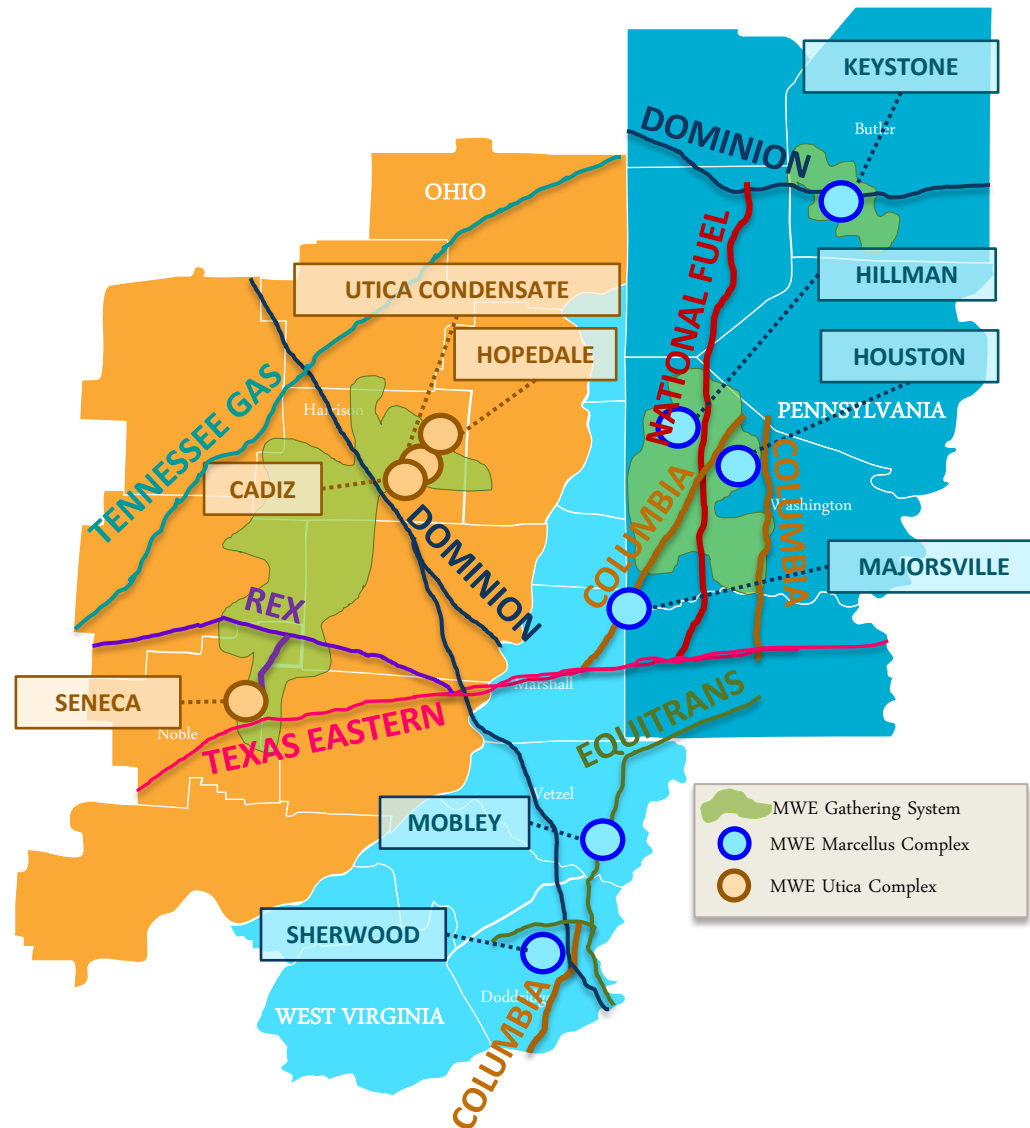 KEYSTONE
Butler
DOMINION
OHIO
NATIONAL FUEL
HILLMAN
UTICA CONDENSATE
HOPEDALE
HOUSTON
TENNESSEE GAS
Harrison
PENNSYLVANIA
CADIZ
COLUMBIA
COLUMBIA
Washington
DOMINION
MAJORSVILLE
REX
SENECA
Marshall
Noble
TEXAS EASTERN
EQUITRANS
Wetzel
MOBLEY
MWE Gathering System
MWE Marcellus Complex
MWE Utica Complex
SHERWOOD
Doddridge
WEST VIRGINIA
COLUMBIA